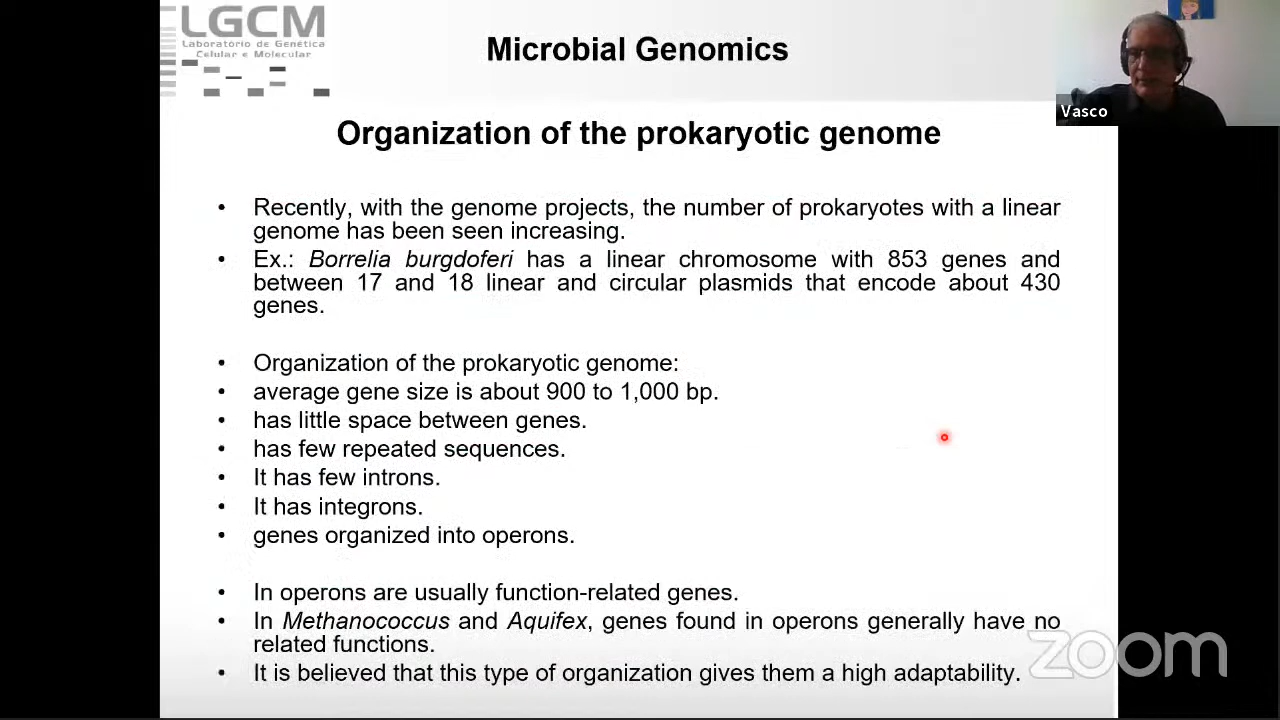 LGCM
Laboratório de Genética
Celular e Molecular
Microbial Genomics
Vasco
Organization of the prokaryotic genome
• Recently, with the genome projects, the number of prokaryotes with a linear
genome has been seen increasing.
• Ex.: Borrelia burgdoferi has a linear chromosome with 853 genes and
between 17 and 18 linear and circular plasmids that encode about 430
genes.
• Organization of the prokaryotic genome:
• average gene size is about 900 to 1,000 bp.
• has little space between genes.
• has few repeated sequences.
• It has few introns.
• It has integrons.
• genes organized into operons.
• In operons are usually function-related genes.
• In Methanococcus and Aquifex, genes found in operons generally have no
related functions.
• It is believed that this type of organization gives them a high adaptability.
zoom